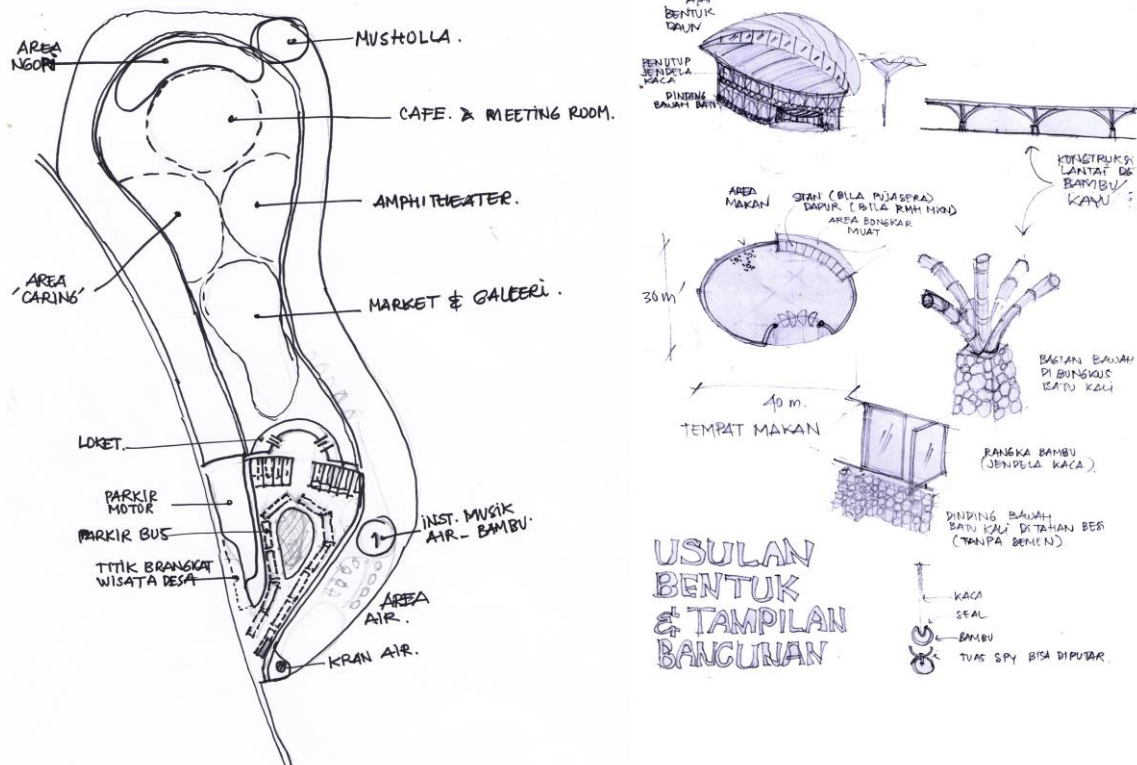 AREA
NGOPI
MUSHOLLA.
CAFE. & MEETING ROOM.
AMPHITHEATER.
'AREA
CARING'
MARKET & GALERI.
LOKET.
PARKIR
MOTOR
PARKIR BUS
TITIK BRANGKAT
WISATA DESA
INST. MUSIK
AIR - BAMBU.
AREA
AIR.
KRAN AIR.
BENTUK
DAUN
PENUTUP
JENDELA
KACA
DINDING
BAWAH BATU
KONSTRUKSI
LANTAI DG
BAMBU/
KAYU
AREA
MAKAN
STAN (BILA PUJASERA)
DAPUR (BILA RMH MKN)
AREA BONGKAR
MUAT
30 m'
40 m.
TEMPAT MAKAN
BAGIAN BAWAH
DI BUNGKUS
BATU KALI
RANGKA BAMBU
(JENDELA KACA)
DINDING BAWAH
BATU KALI DITAHAN BESI
(TANPA SEMEN)
USULAN
BENTUK
& TAMPILAN
BANGUNAN
KACA
SEAL
BAMBU
TUAS SPY BISA DIPUTAR.